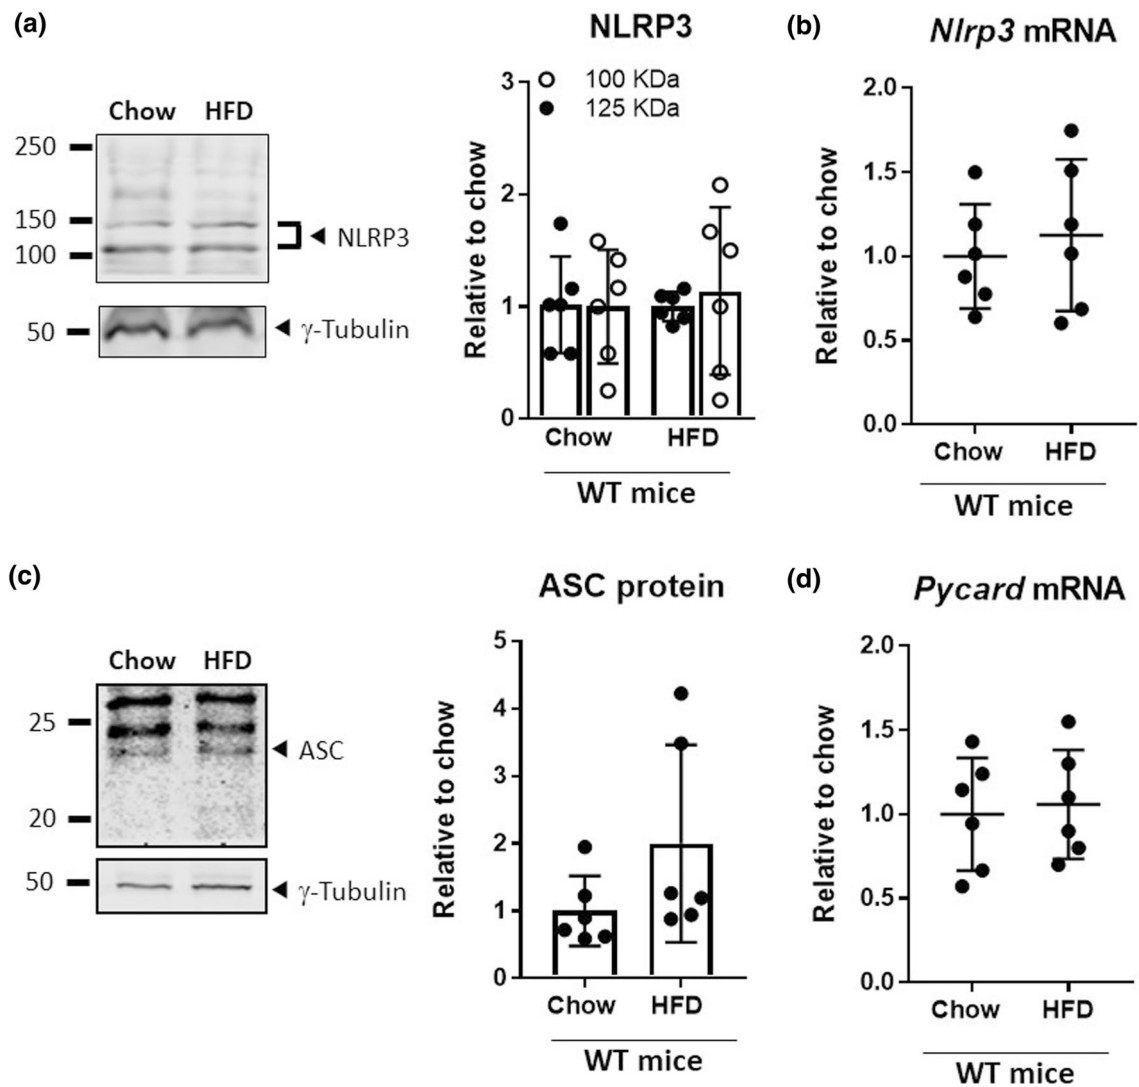 (a)
Chow HFD
250
150
100
NLRP3
50
γ-Tubulin
NLRP3
100 KDa
125 KDa
Relative to chow
3
2
1
0
Chow HFD
WT mice
(b)
Nlrp3 mRNA
Relative to chow
2.0
1.5
1.0
0.5
0.0
Chow HFD
WT mice
(c)
Chow HFD
25
ASC
20
50
γ-Tubulin
ASC protein
Relative to chow
5
4
3
2
1
0
Chow HFD
WT mice
(d)
Pycard mRNA
Relative to chow
2.0
1.5
1.0
0.5
0.0
Chow HFD
WT mice